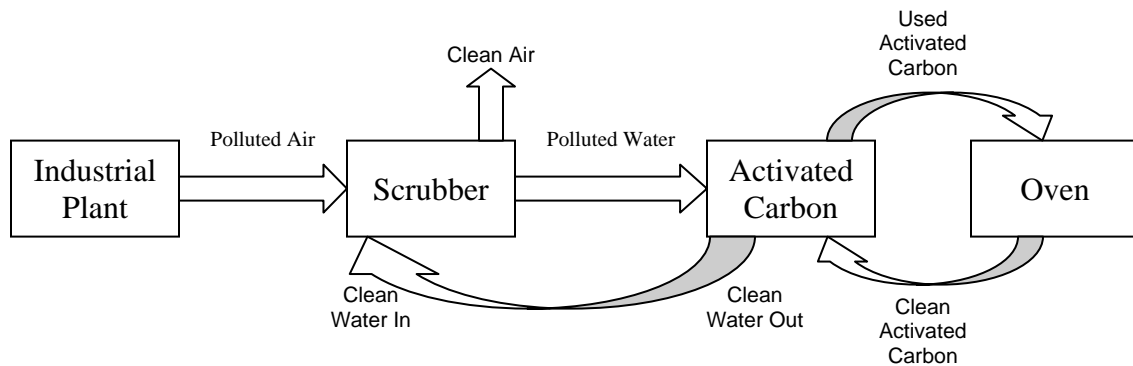 Used
Activated
Carbon
Clean Air
Polluted Air
Polluted Water
Industrial
Plant
Scrubber
Activated
Carbon
Oven
Clean
Water In
Clean
Water Out
Clean
Activated
Carbon